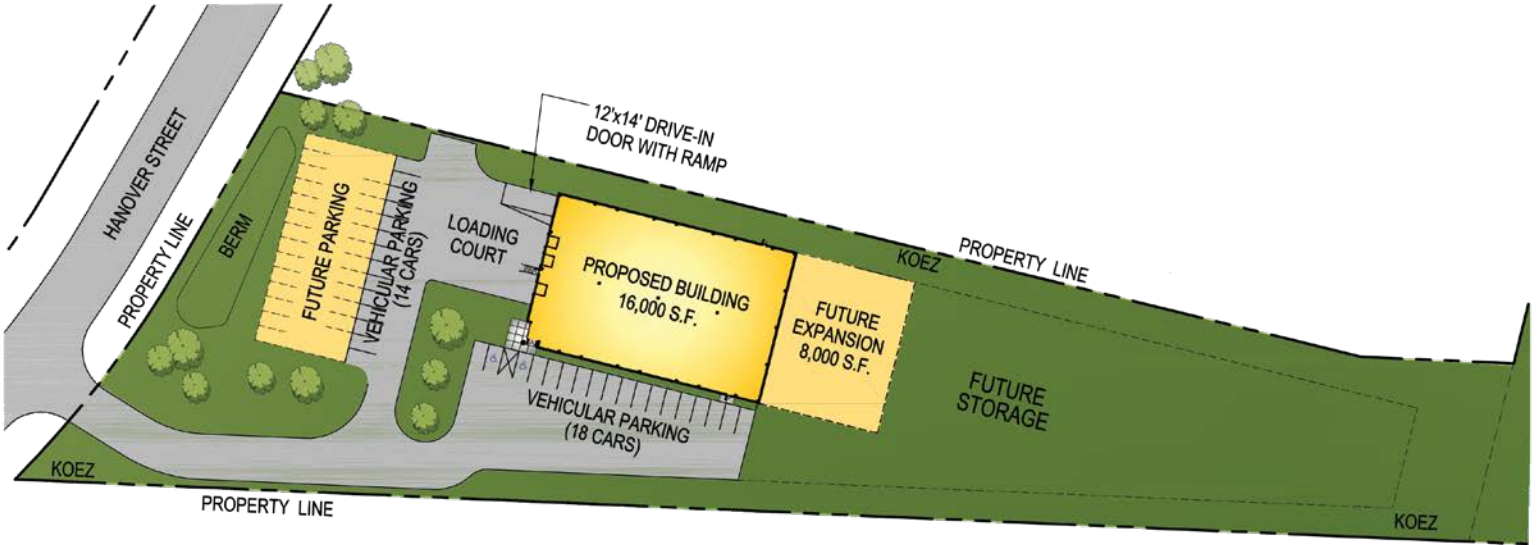 HANOVER STREET
PROPERTY LINE
BERM
FUTURE PARKING
VEHICULAR PARKING
(14 CARS)
LOADING
COURT
12'x14' DRIVE-IN
DOOR WITH RAMP
PROPOSED BUILDING
16,000 S.F.
FUTURE
EXPANSION
8,000 S.F.
KOEZ
PROPERTY LINE
FUTURE
STORAGE
VEHICULAR PARKING
(18 CARS)
KOEZ
PROPERTY LINE
KOEZ